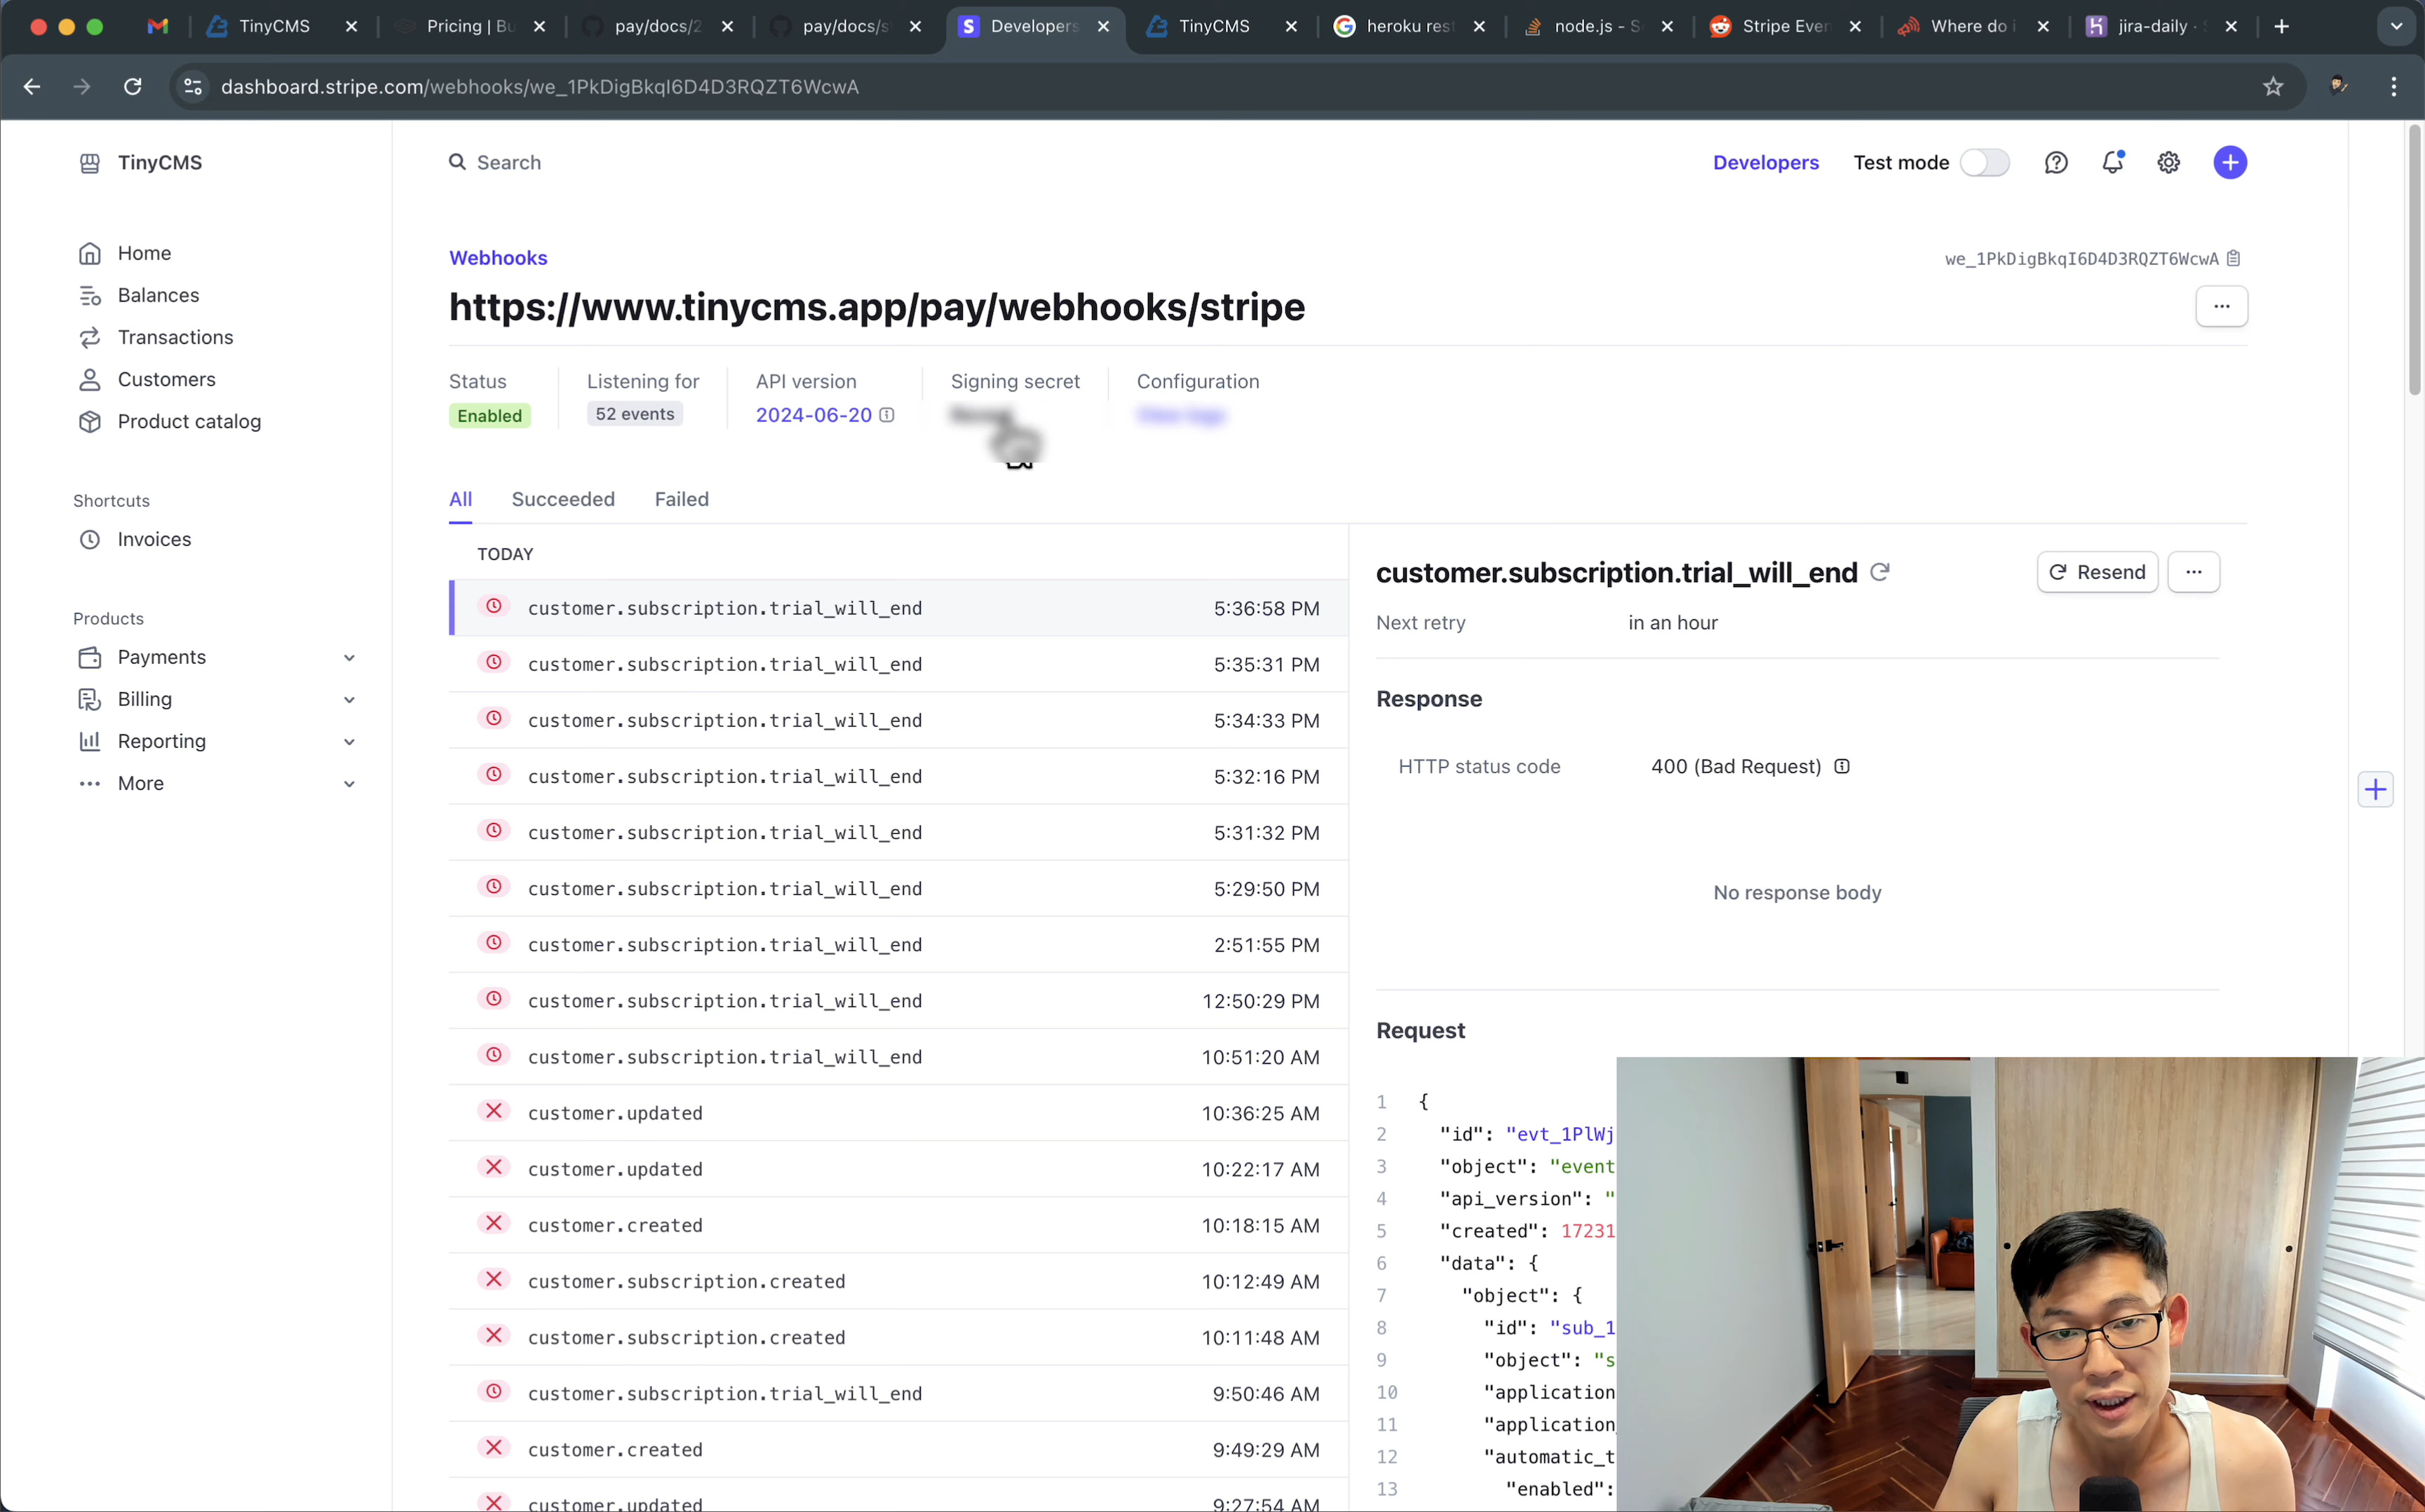 TinyCMS
Pricing | Bu
pay/docs/2
pay/docs/s
Developers
TinyCMS
heroku rest
node.js - S
Stripe Even
Where do i
jira-daily ·
dashboard.stripe.com/webhooks/we_1PkDigBkqI6D4D3RQZT6WcwA
TinyCMS
Search
Developers
Test mode
Home
Balances
Transactions
Customers
Product catalog
Shortcuts
Invoices
Products
Payments
Billing
Reporting
More
Webhooks
we_1PkDigBkqI6D4D3RQZT6WcwA
https://www.tinycms.app/pay/webhooks/stripe
Status
Listening for
API version
Signing secret
Configuration
Enabled
52 events
2024-06-20
All Succeeded Failed
TODAY
customer.subscription.trial_will_end 5:36:58 PM
customer.subscription.trial_will_end 5:35:31 PM
customer.subscription.trial_will_end 5:34:33 PM
customer.subscription.trial_will_end 5:32:16 PM
customer.subscription.trial_will_end 5:31:32 PM
customer.subscription.trial_will_end 5:29:50 PM
customer.subscription.trial_will_end 2:51:55 PM
customer.subscription.trial_will_end 12:50:29 PM
customer.subscription.trial_will_end 10:51:20 AM
customer.updated 10:36:25 AM
customer.updated 10:22:17 AM
customer.created 10:18:15 AM
customer.subscription.created 10:12:49 AM
customer.subscription.created 10:11:48 AM
customer.subscription.trial_will_end 9:50:46 AM
customer.created 9:49:29 AM
customer.updated 9:27:54 AM
customer.subscription.trial_will_end
Resend
Next retry in an hour
Response
HTTP status code 400 (Bad Request)
No response body
Request
1 {
2 "id": "evt_1PlWj
3 "object": "event
4 "api_version": "
5 "created": 17231
6 "data": {
7 "object": {
8 "id": "sub_1
9 "object": "s
10 "application
11 "application_
12 "automatic_t
13 "enabled":